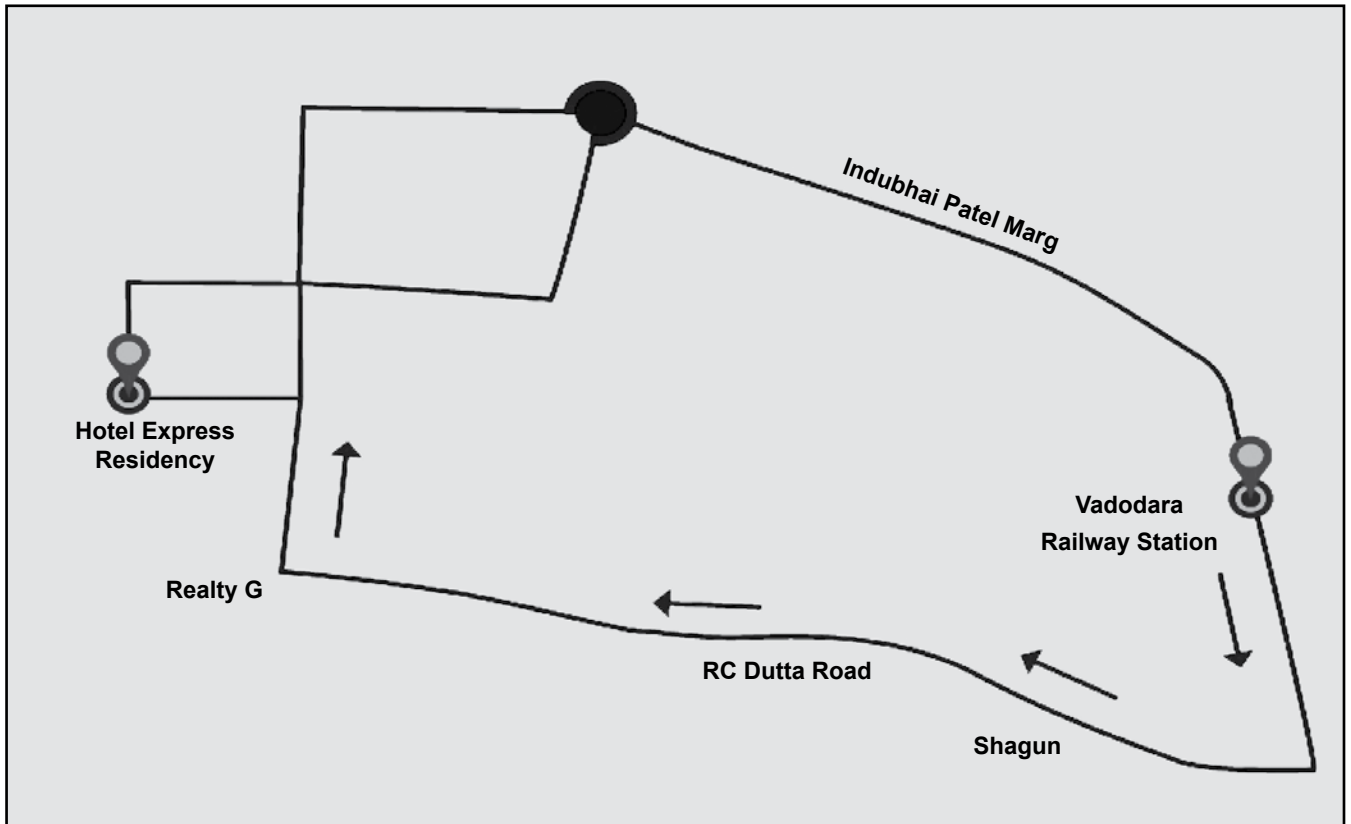 Indubhai Patel Marg
Hotel Express
Residency
Vadodara
Railway Station
Realty G
RC Dutta Road
Shagun